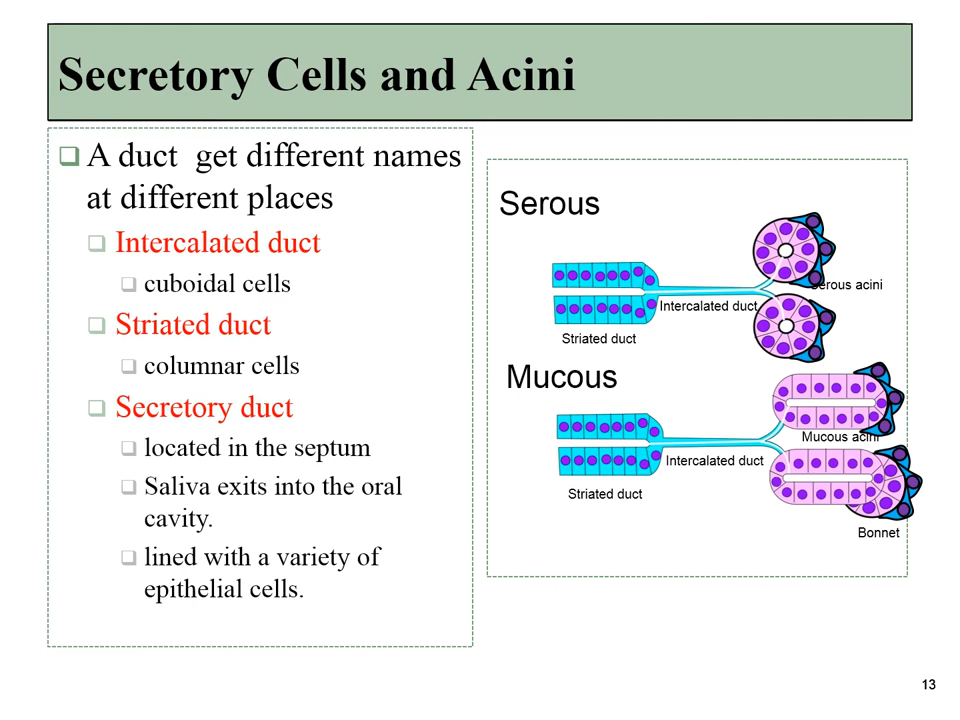 Secretory Cells and Acini
A duct  get different names
at different places
Intercalated duct
cuboidal cells
Striated duct
columnar cells
Secretory duct
located in the septum
Saliva exits into the oral
cavity.
lined with a variety of
epithelial cells.
Serous
Serous acini
Intercalated duct
Striated duct
Mucous
Mucous acini
Intercalated duct
Striated duct
Bonnet
13